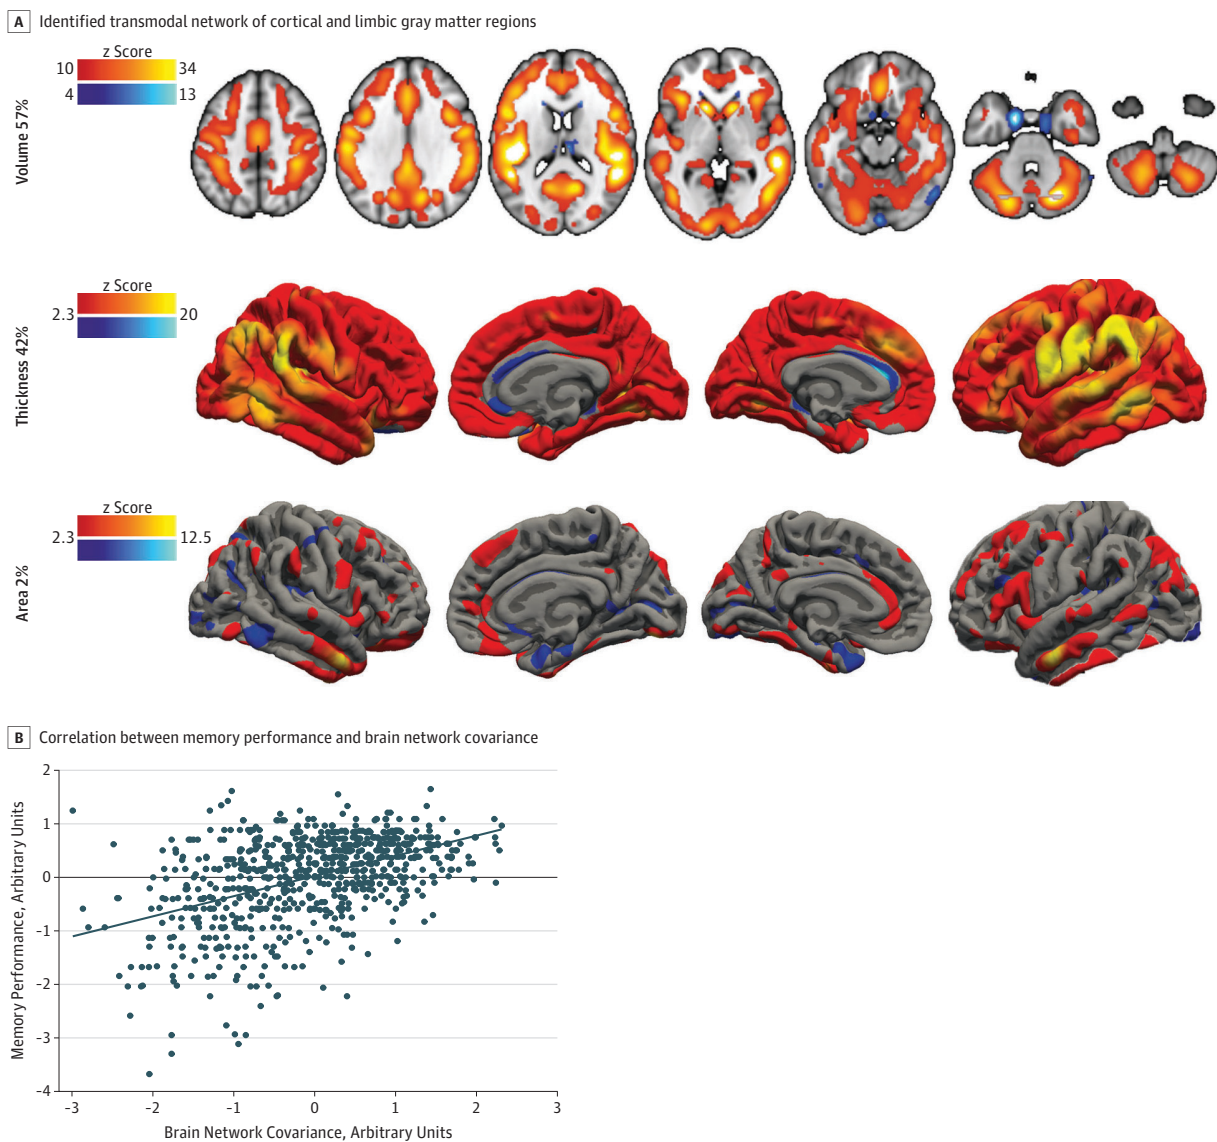 A Identified transmodal network of cortical and limbic gray matter regions
z Score
10 34
4 13
Volume 57%
z Score
2.3 20
Thickness 42%
z Score
2.3 12.5
Area 2%
B Correlation between memory performance and brain network covariance
Memory Performance, Arbitrary Units
2
1
0
-1
-2
-3
-4
-3 -2 -1 0 1 2 3
Brain Network Covariance, Arbitrary Units